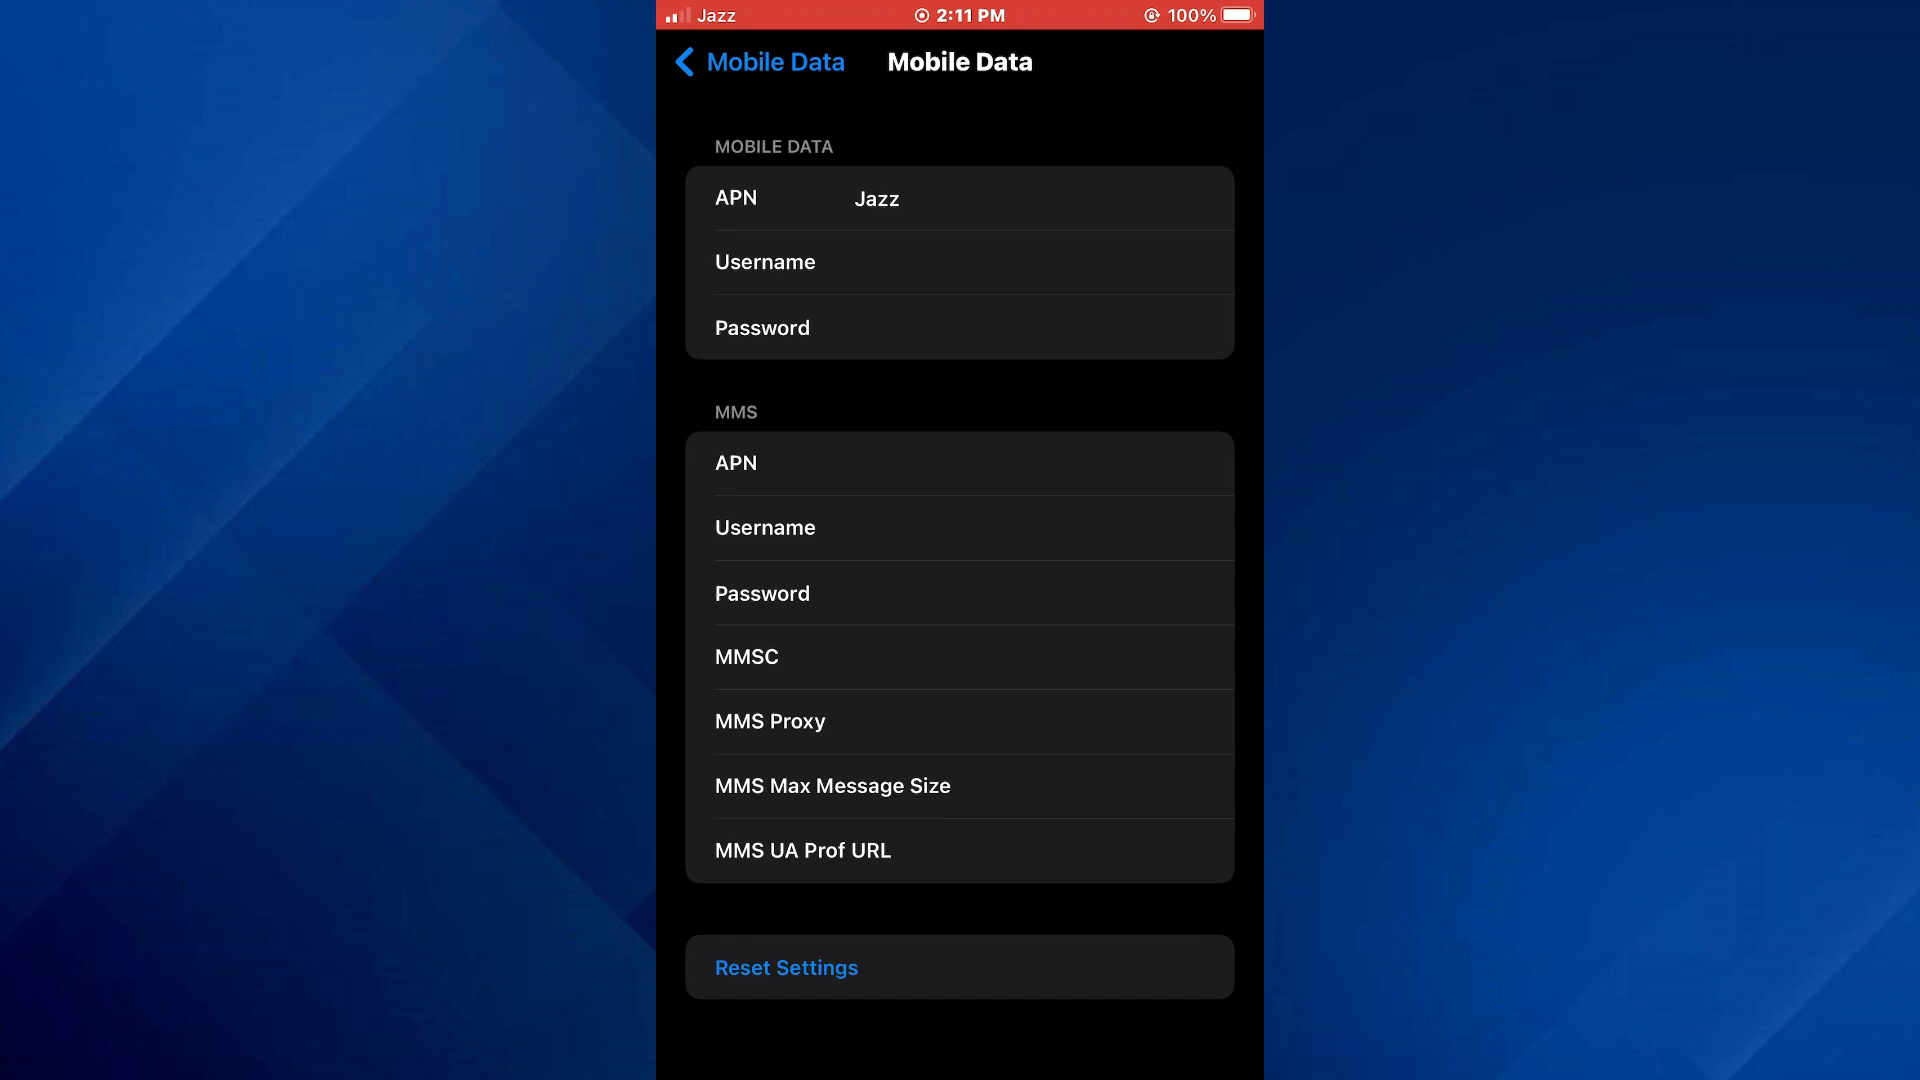 Jazz 2:11 PM 100%
Mobile Data Mobile Data
MOBILE DATA
APN Jazz
Username
Password
MMS
APN
Username
Password
MMSC
MMS Proxy
MMS Max Message Size
MMS UA Prof URL
Reset Settings